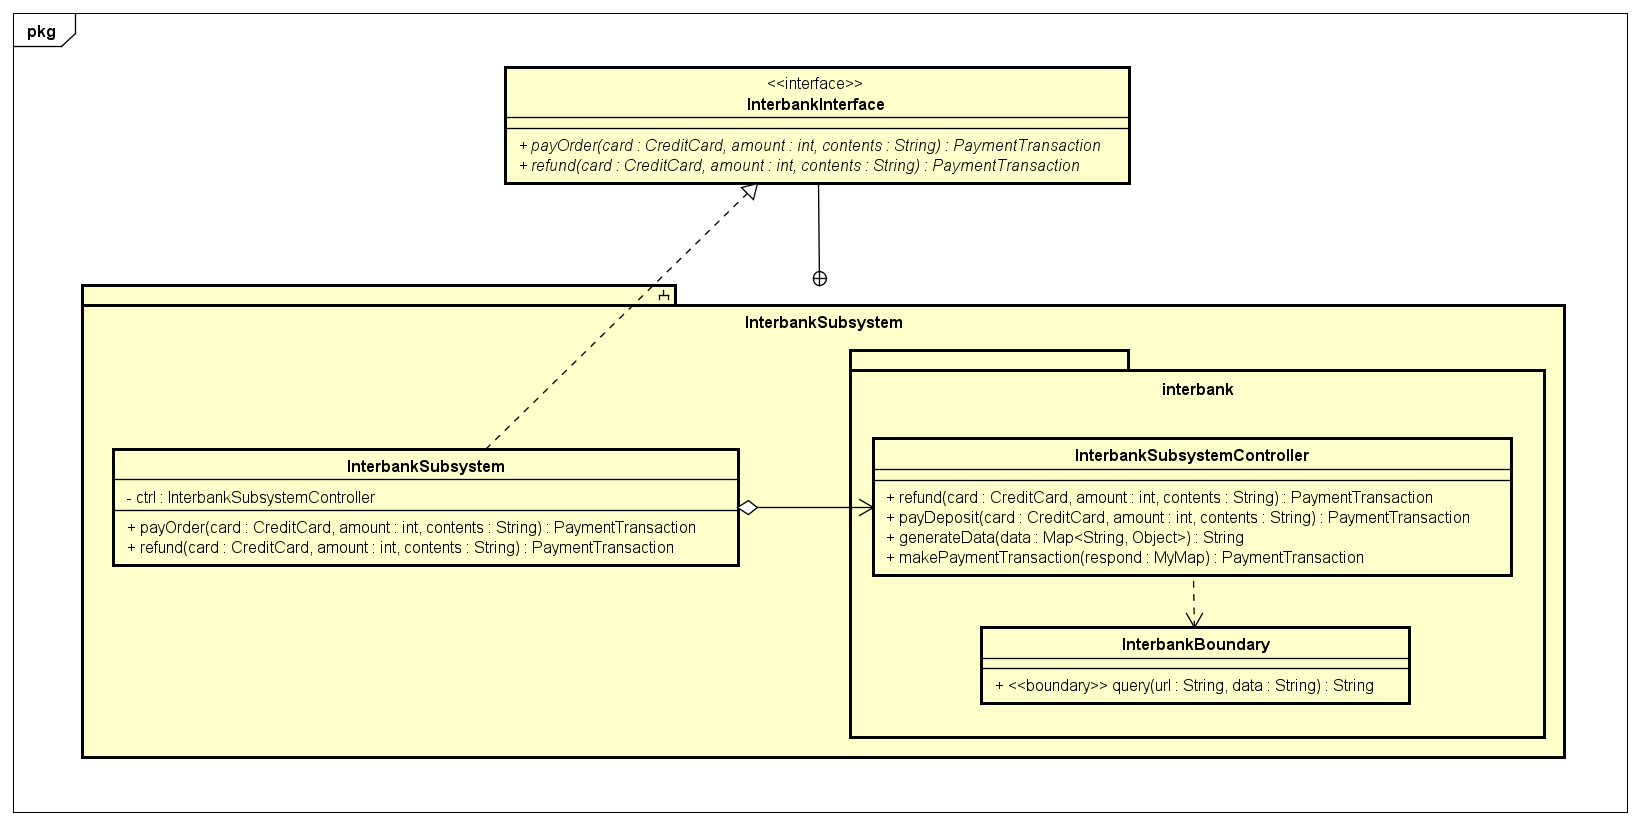 pkg
<<interface>>
InterbankInterface
+ payOrder(card : CreditCard, amount : int, contents : String) : PaymentTransaction
+ refund(card : CreditCard, amount : int, contents : String) : PaymentTransaction
InterbankSubsystem
interbank
InterbankSubsystem
- ctrl : InterbankSubsystemController
+ payOrder(card : CreditCard, amount : int, contents : String) : PaymentTransaction
+ refund(card : CreditCard, amount : int, contents : String) : PaymentTransaction
InterbankSubsystemController
+ refund(card : CreditCard, amount : int, contents : String) : PaymentTransaction
+ payDeposit(card : CreditCard, amount : int, contents : String) : PaymentTransaction
+ generateData(data : Map<String, Object>) : String
+ makePaymentTransaction(respond : MyMap) : PaymentTransaction
InterbankBoundary
+ <<boundary>> query(url : String, data : String) : String